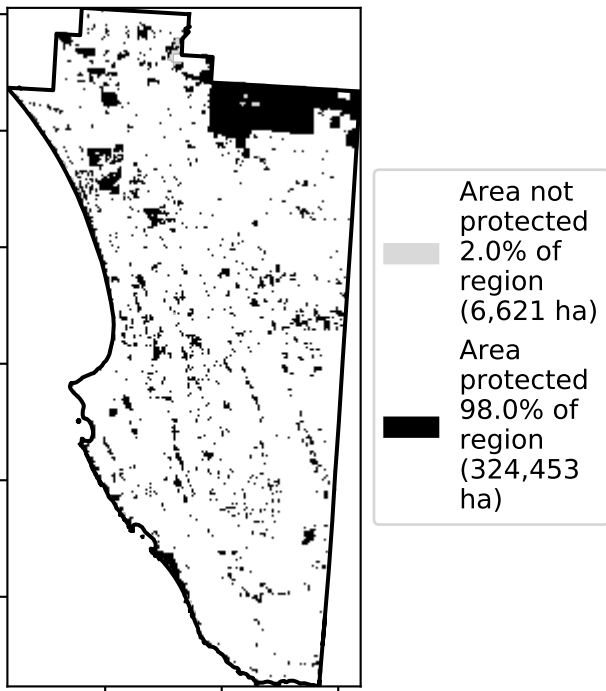 Area not
protected
2.0% of
region
(6,621 ha)
Area
protected
98.0% of
region
(324,453
ha)